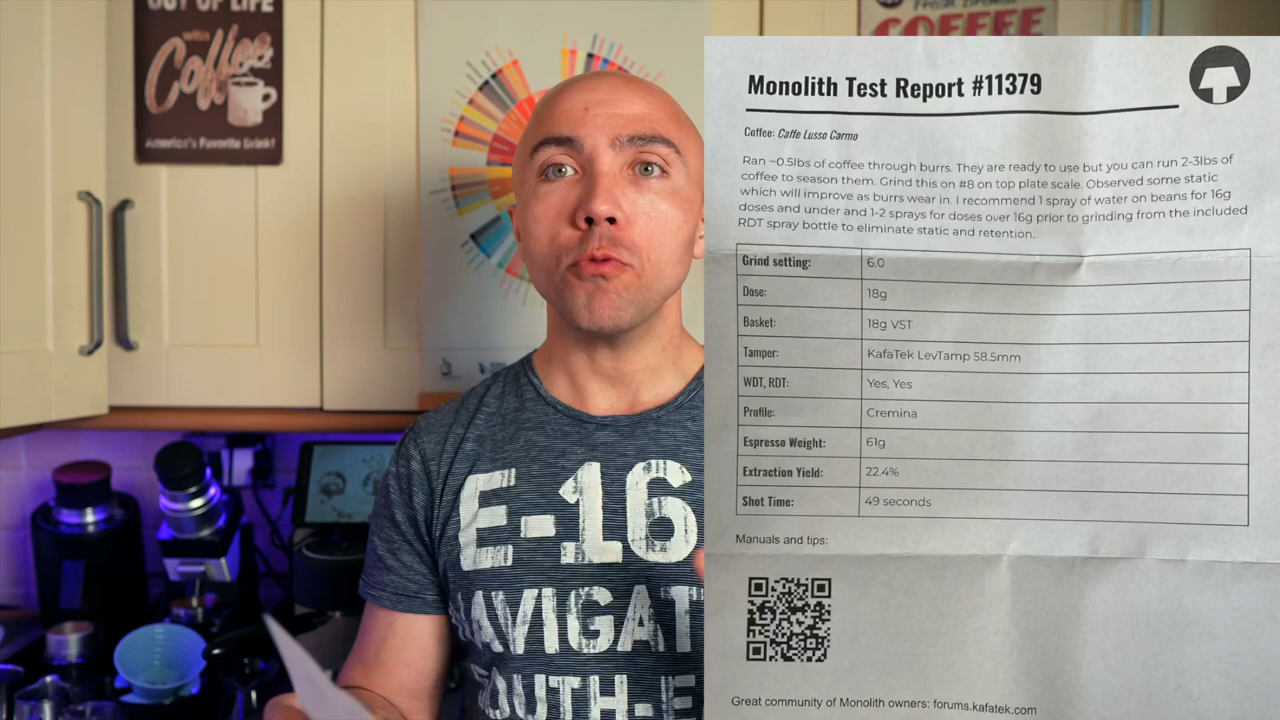 OUT OF LIFE
with
Coffee
America's Favorite Drink!
Fresh Brewed
COFFEE
E-16
NAVIGAT
SOUTH-E
Monolith Test Report #11379
Coffee: Caffe Lusso Carmo
Ran ~0.5lbs of coffee through burrs. They are ready to use but you can run 2-3lbs of
coffee to season them. Grind this on #8 on top plate scale. Observed some static
which will improve as burrs wear in. I recommend 1 spray of water on beans for 16g
doses and under and 1-2 sprays for doses over 16g prior to grinding from the included
RDT spray bottle to eliminate static and retention.
Grind setting: 6.0
Dose: 18g
Basket: 18g VST
Tamper: KafaTek LevTamp 58.5mm
WDT, RDT: Yes, Yes
Profile: Cremina
Espresso Weight: 61g
Extraction Yield: 22.4%
Shot Time: 49 seconds
Manuals and tips:
Great community of Monolith owners: forums.kafatek.com